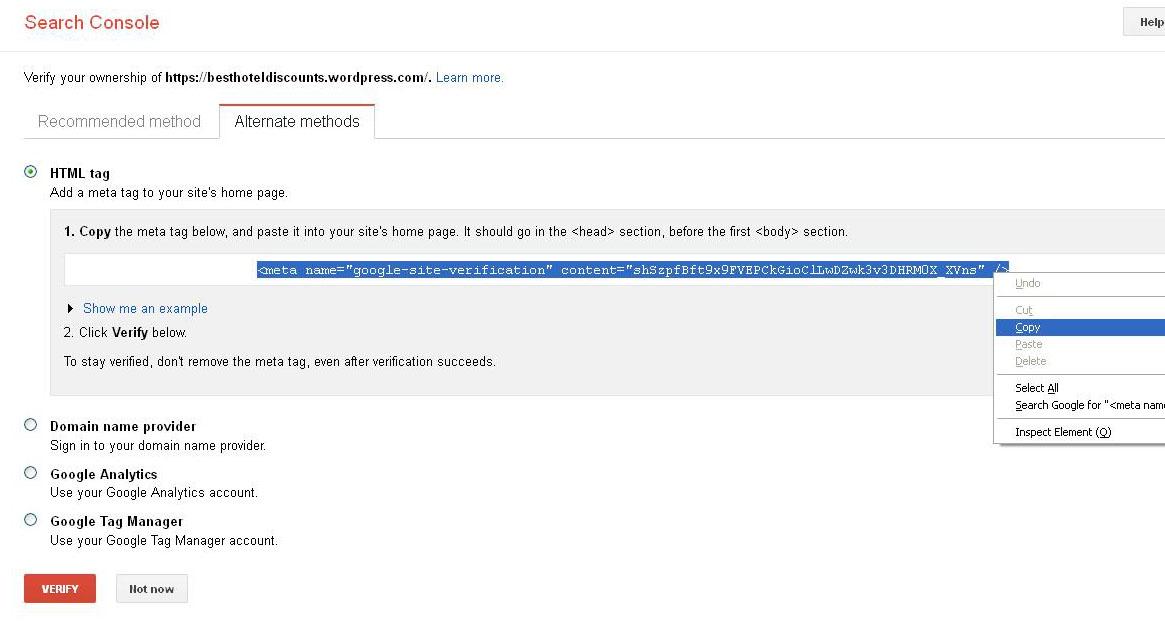 Search Console
Help
Verify your ownership of https://besthoteldiscounts.wordpress.com/. Learn more.
Recommended method
Alternate methods
HTML tag
Add a meta tag to your site's home page.
1. Copy the meta tag below, and paste it into your site's home page. It should go in the <head> section, before the first <body> section.
<meta name="google-site-verification" content="shSzpfBft9x9FVEPCkGioClLwDZwk3v3DHRMOX_XVns" />
Undo
Cut
Copy
Paste
Delete
Select All
Search Google for "<meta name
Inspect Element (Q)
Show me an example
2. Click Verify below.
To stay verified, don't remove the meta tag, even after verification succeeds.
Domain name provider
Sign in to your domain name provider.
Google Analytics
Use your Google Analytics account.
Google Tag Manager
Use your Google Tag Manager account.
VERIFY
Not now